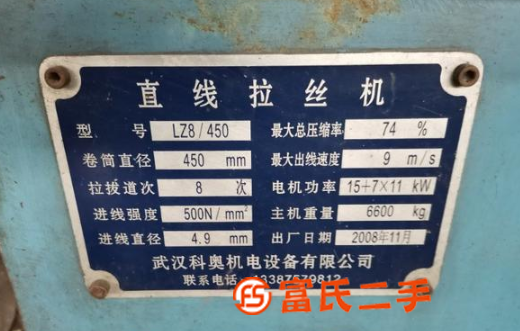 直线拉丝机
型号 LZ8/450 最大总压缩率 74 %
卷筒直径 450 mm 最大出线速度 9 m/s
拉拔道次 8 次 电机功率 15+7×11 kW
进线强度 500N/mm² 主机重量 6600 kg
进线直径 4.9 mm 出厂日期 2008年11月
武汉科奥机电设备有限公司
联系电话
富氏二手